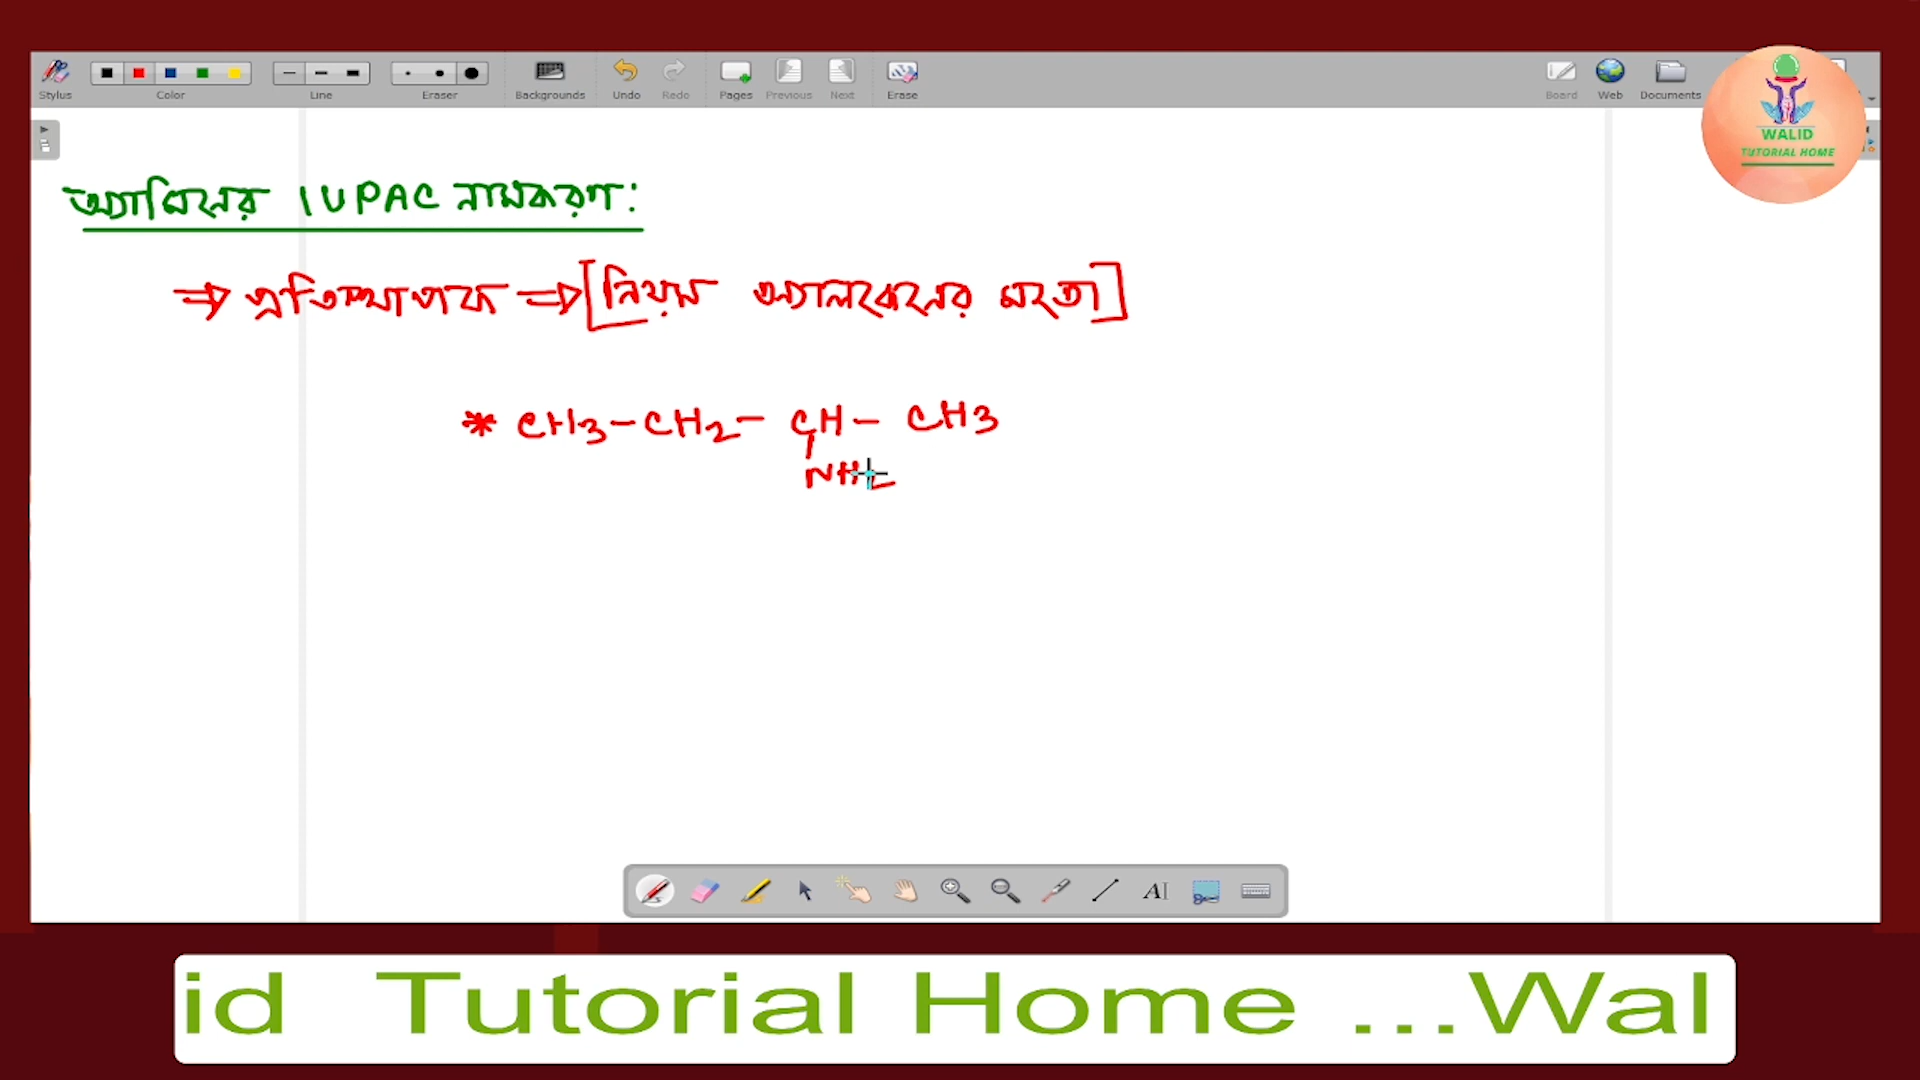 Stylus
Color
Line
Eraser
Backgrounds
Undo
Redo
Pages
Previous
Next
Erase
Board
Web
Documents
WALID
TUTORIAL HOME
অ্যামিনের IUPAC নামকরণ:
⇒ প্রতিস্থাপক ⇒ [নিয়ম অ্যালকেনের মতো]
* CH3-CH2-CH-CH3
NH2
AI
id Tutorial Home ...Wal